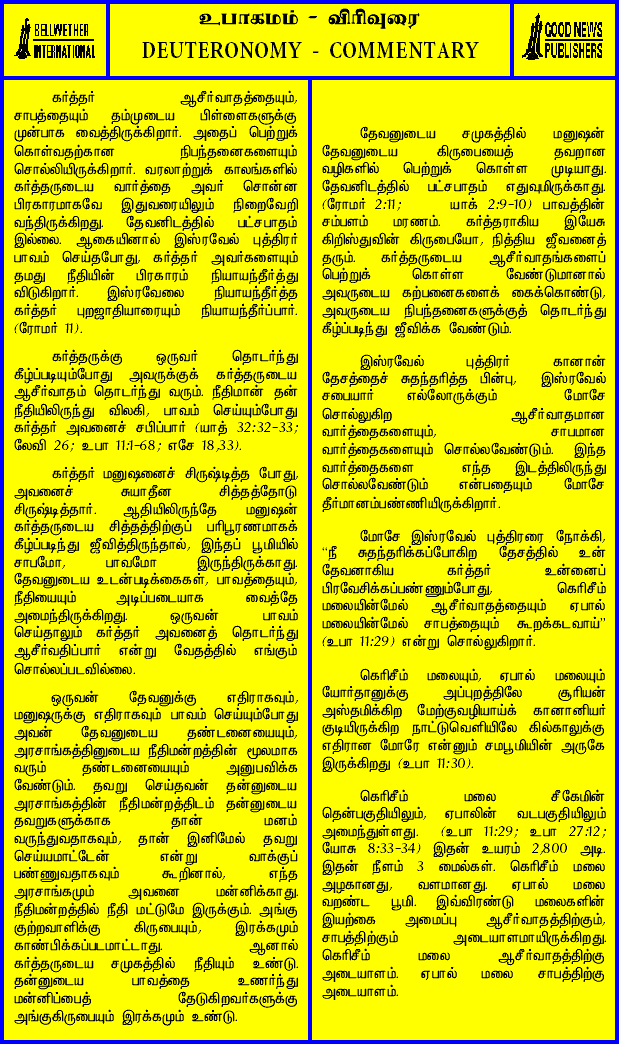 BELLWETHER
INTERNATIONAL
உபாகமம் - விரிவுரை
DEUTERONOMY - COMMENTARY
GOOD NEWS
PUBLISHERS
கர்த்தர் ஆசீர்வாதத்தையும்,
சாபத்தையும் தம்முடைய பிள்ளைகளுக்கு
முன்பாக வைத்திருக்கிறார். அதைப் பெற்றுக்
கொள்வதற்கான நிபந்தனைகளையும்
சொல்லியிருக்கிறார். வரலாற்றுக் காலங்களில்
கர்த்தருடைய வார்த்தை அவர் சொன்ன
பிரகாரமாகவே இதுவரையிலும் நிறைவேறி
வந்திருக்கிறது. தேவனிடத்தில் பட்சபாதம்
இல்லை. ஆகையினால் இஸ்ரவேல் புத்திரர்
பாவம் செய்தபோது, கர்த்தர் அவர்களையும்
தமது நீதியின் பிரகாரம் நியாயந்தீர்த்து
விடுகிறார். இஸ்ரவேலை நியாயந்தீர்த்த
கர்த்தர் புறஜாதியாரையும் நியாயந்தீர்ப்பார்.
(ரோமர் 11).
கர்த்தருக்கு ஒருவர் தொடர்ந்து
கீழ்ப்படியும்போது அவருக்குக் கர்த்தருடைய
ஆசீர்வாதம் தொடர்ந்து வரும். நீதிமான் தன்
நீதியிலிருந்து விலகி, பாவம் செய்யும்போது
கர்த்தர் அவனைச் சபிப்பார் (யாத் 32:32-33;
லேவி 26; உபா 11:1-68; எசே 18,33).
கர்த்தர் மனுஷனைச் சிருஷ்டித்த போது,
அவனைச் சுயாதீன சித்தத்தோடு
சிருஷ்டித்தார். ஆதியிலிருந்தே மனுஷன்
கர்த்தருடைய சித்தத்திற்குப் பரிபூரணமாகக்
கீழ்ப்படிந்து ஜீவித்திருந்தால், இந்தப் பூமியில்
சாபமோ, பாவமோ இருந்திருக்காது.
தேவனுடைய உடன்படிக்கைகள், பாவத்தையும்,
நீதியையும் அடிப்படையாக வைத்தே
அமைந்திருக்கிறது. ஒருவன் பாவம்
செய்தாலும் கர்த்தர் அவனைத் தொடர்ந்து
ஆசீர்வதிப்பார் என்று வேதத்தில் எங்கும்
சொல்லப்படவில்லை.
ஒருவன் தேவனுக்கு எதிராகவும்,
மனுஷருக்கு எதிராகவும் பாவம் செய்யும்போது
அவன் தேவனுடைய தண்டனையையும்,
அரசாங்கத்தினுடைய நீதிமன்றத்தின் மூலமாக
வரும் தண்டனையையும் அனுபவிக்க
வேண்டும். தவறு செய்தவன் தன்னுடைய
அரசாங்கத்தின் நீதிமன்றத்திடம் தன்னுடைய
தவறுகளுக்காக தான் மனம்
வருந்துவதாகவும், தான் இனிமேல் தவறு
செய்யமாட்டேன் என்று வாக்குப்
பண்ணுவதாகவும் கூறினால், எந்த
அரசாங்கமும் அவனை மன்னிக்காது.
நீதிமன்றத்தில் நீதி மட்டுமே இருக்கும். அங்கு
குற்றவாளிக்கு கிருபையும், இரக்கமும்
காண்பிக்கப்படமாட்டாது. ஆனால்
கர்த்தருடைய சமுகத்தில் நீதியும் உண்டு.
தன்னுடைய பாவத்தை உணர்ந்து
மன்னிப்பைத் தேடுகிறவர்களுக்கு
அங்குகிருபையும் இரக்கமும் உண்டு.
தேவனுடைய சமுகத்தில் மனுஷன்
தேவனுடைய கிருபையைத் தவறான
வழிகளில் பெற்றுக் கொள்ள முடியாது.
தேவனிடத்தில் பட்சபாதம் எதுவுமிருக்காது.
(ரோமர் 2:11; யாக் 2:9-10) பாவத்தின்
சம்பளம் மரணம். கர்த்தராகிய இயேசு
கிறிஸ்துவின் கிருபையோ, நித்திய ஜீவனைத்
தரும். கர்த்தருடைய ஆசீர்வாதங்களைப்
பெற்றுக் கொள்ள வேண்டுமானால்
அவருடைய கற்பனைகளைக் கைக்கொண்டு,
அவருடைய நிபந்தனைகளுக்குத் தொடர்ந்து
கீழ்ப்படிந்து ஜீவிக்க வேண்டும்.
இஸ்ரவேல் புத்திரர் கானான்
தேசத்தைச் சுதந்தரித்த பின்பு, இஸ்ரவேல்
சபையார் எல்லோருக்கும் மோசே
சொல்லுகிற ஆசீர்வாதமான
வார்த்தைகளையும், சாபமான
வார்த்தைகளையும் சொல்லவேண்டும். இந்த
வார்த்தைகளை எந்த இடத்திலிருந்து
சொல்லவேண்டும் என்பதையும் மோசே
தீர்மானம்பண்ணியிருக்கிறார்.
மோசே இஸ்ரவேல் புத்திரரை நோக்கி,
"நீ சுதந்தரிக்கப்போகிற தேசத்தில் உன்
தேவனாகிய கர்த்தர் உன்னைப்
பிரவேசிக்கப்பண்ணும்போது, கெரிசீம்
மலையின்மேல் ஆசீர்வாதத்தையும் ஏபால்
மலையின்மேல் சாபத்தையும் கூறக்கடவாய்"
(உபா 11:29) என்று சொல்லுகிறார்.
கெரிசீம் மலையும், ஏபால் மலையும்
யோர்தானுக்கு அப்புறத்திலே சூரியன்
அஸ்தமிக்கிற மேற்குவழியாய்க் கானானியர்
குடியிருக்கிற நாட்டுவெளியிலே கில்காலுக்கு
எதிரான மோரே என்னும் சமபூமியின் அருகே
இருக்கிறது (உபா 11:30).
கெரிசீம் மலை சீகேமின்
தென்பகுதியிலும், ஏபாலின் வடபகுதியிலும்
அமைந்துள்ளது. (உபா 11:29; உபா 27:12;
யோசு 8:33-34) இதன் உயரம் 2,800 அடி.
இதன் நீளம் 3 மைல்கள். கெரிசீம் மலை
அழகானது, வளமானது. ஏபால் மலை
வறண்ட பூமி. இவ்விரண்டு மலைகளின்
இயற்கை அமைப்பு ஆசீர்வாதத்திற்கும்,
சாபத்திற்கும் அடையாளமாயிருக்கிறது.
கெரிசீம் மலை ஆசீர்வாதத்திற்கு
அடையாளம். ஏபால் மலை சாபத்திற்கு
அடையாளம்.